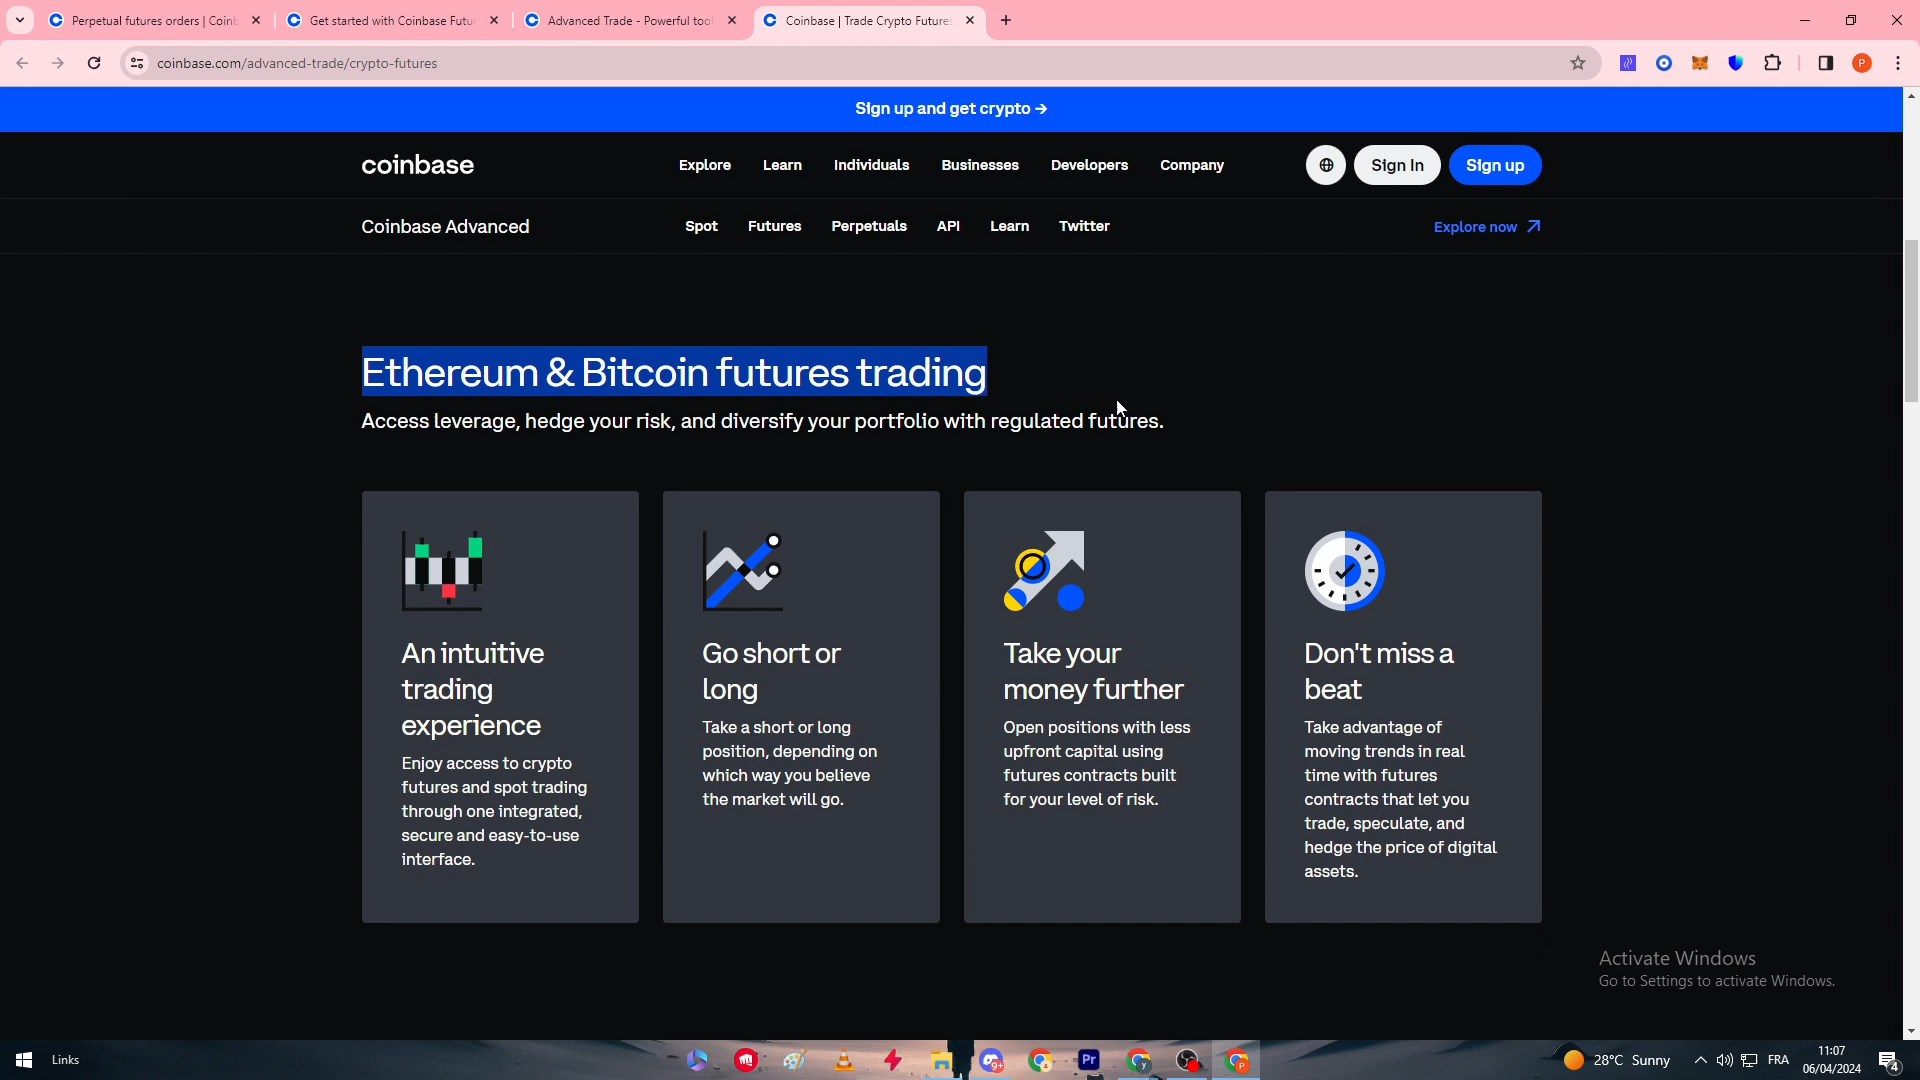 Perpetual futures orders | Coin
Get started with Coinbase Futu
Advanced Trade - Powerful tool
Coinbase | Trade Crypto Futures
coinbase.com/advanced-trade/crypto-futures
P
Sign up and get crypto →
coinbase
Explore
Learn
Individuals
Businesses
Developers
Company
Sign In
Sign up
Coinbase Advanced
Spot
Futures
Perpetuals
API
Learn
Twitter
Explore now
Ethereum & Bitcoin futures trading
Access leverage, hedge your risk, and diversify your portfolio with regulated futures.
An intuitive
trading
experience
Enjoy access to crypto
futures and spot trading
through one integrated,
secure and easy-to-use
interface.
Go short or
long
Take a short or long
position, depending on
which way you believe
the market will go.
Take your
money further
Open positions with less
upfront capital using
futures contracts built
for your level of risk.
Don't miss a
beat
Take advantage of
moving trends in real
time with futures
contracts that let you
trade, speculate, and
hedge the price of digital
assets.
Activate Windows
Go to Settings to activate Windows.
Links
9+
Pr
y
P
28°C Sunny
FRA
11:07
06/04/2024
4